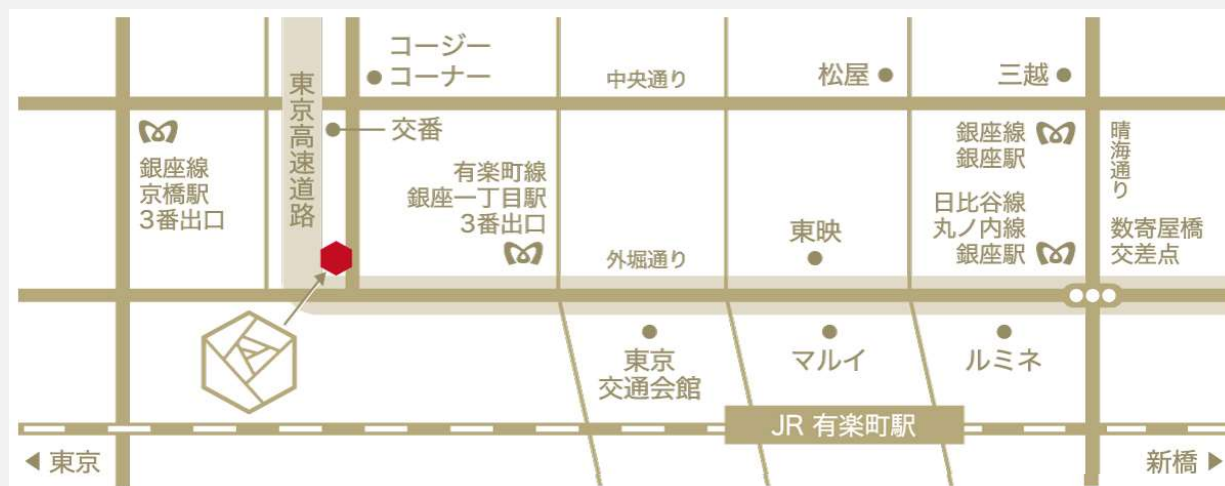 コージー
コーナー
中央通り
松屋
三越
東京高速道路
交番
銀座線
京橋駅
3番出口
有楽町線
銀座一丁目駅
3番出口
銀座線
銀座駅
日比谷線
丸ノ内線
銀座駅
晴海通り
数寄屋橋
交差点
東映
外堀通り
東京
交通会館
マルイ
ルミネ
JR 有楽町駅
東京
新橋